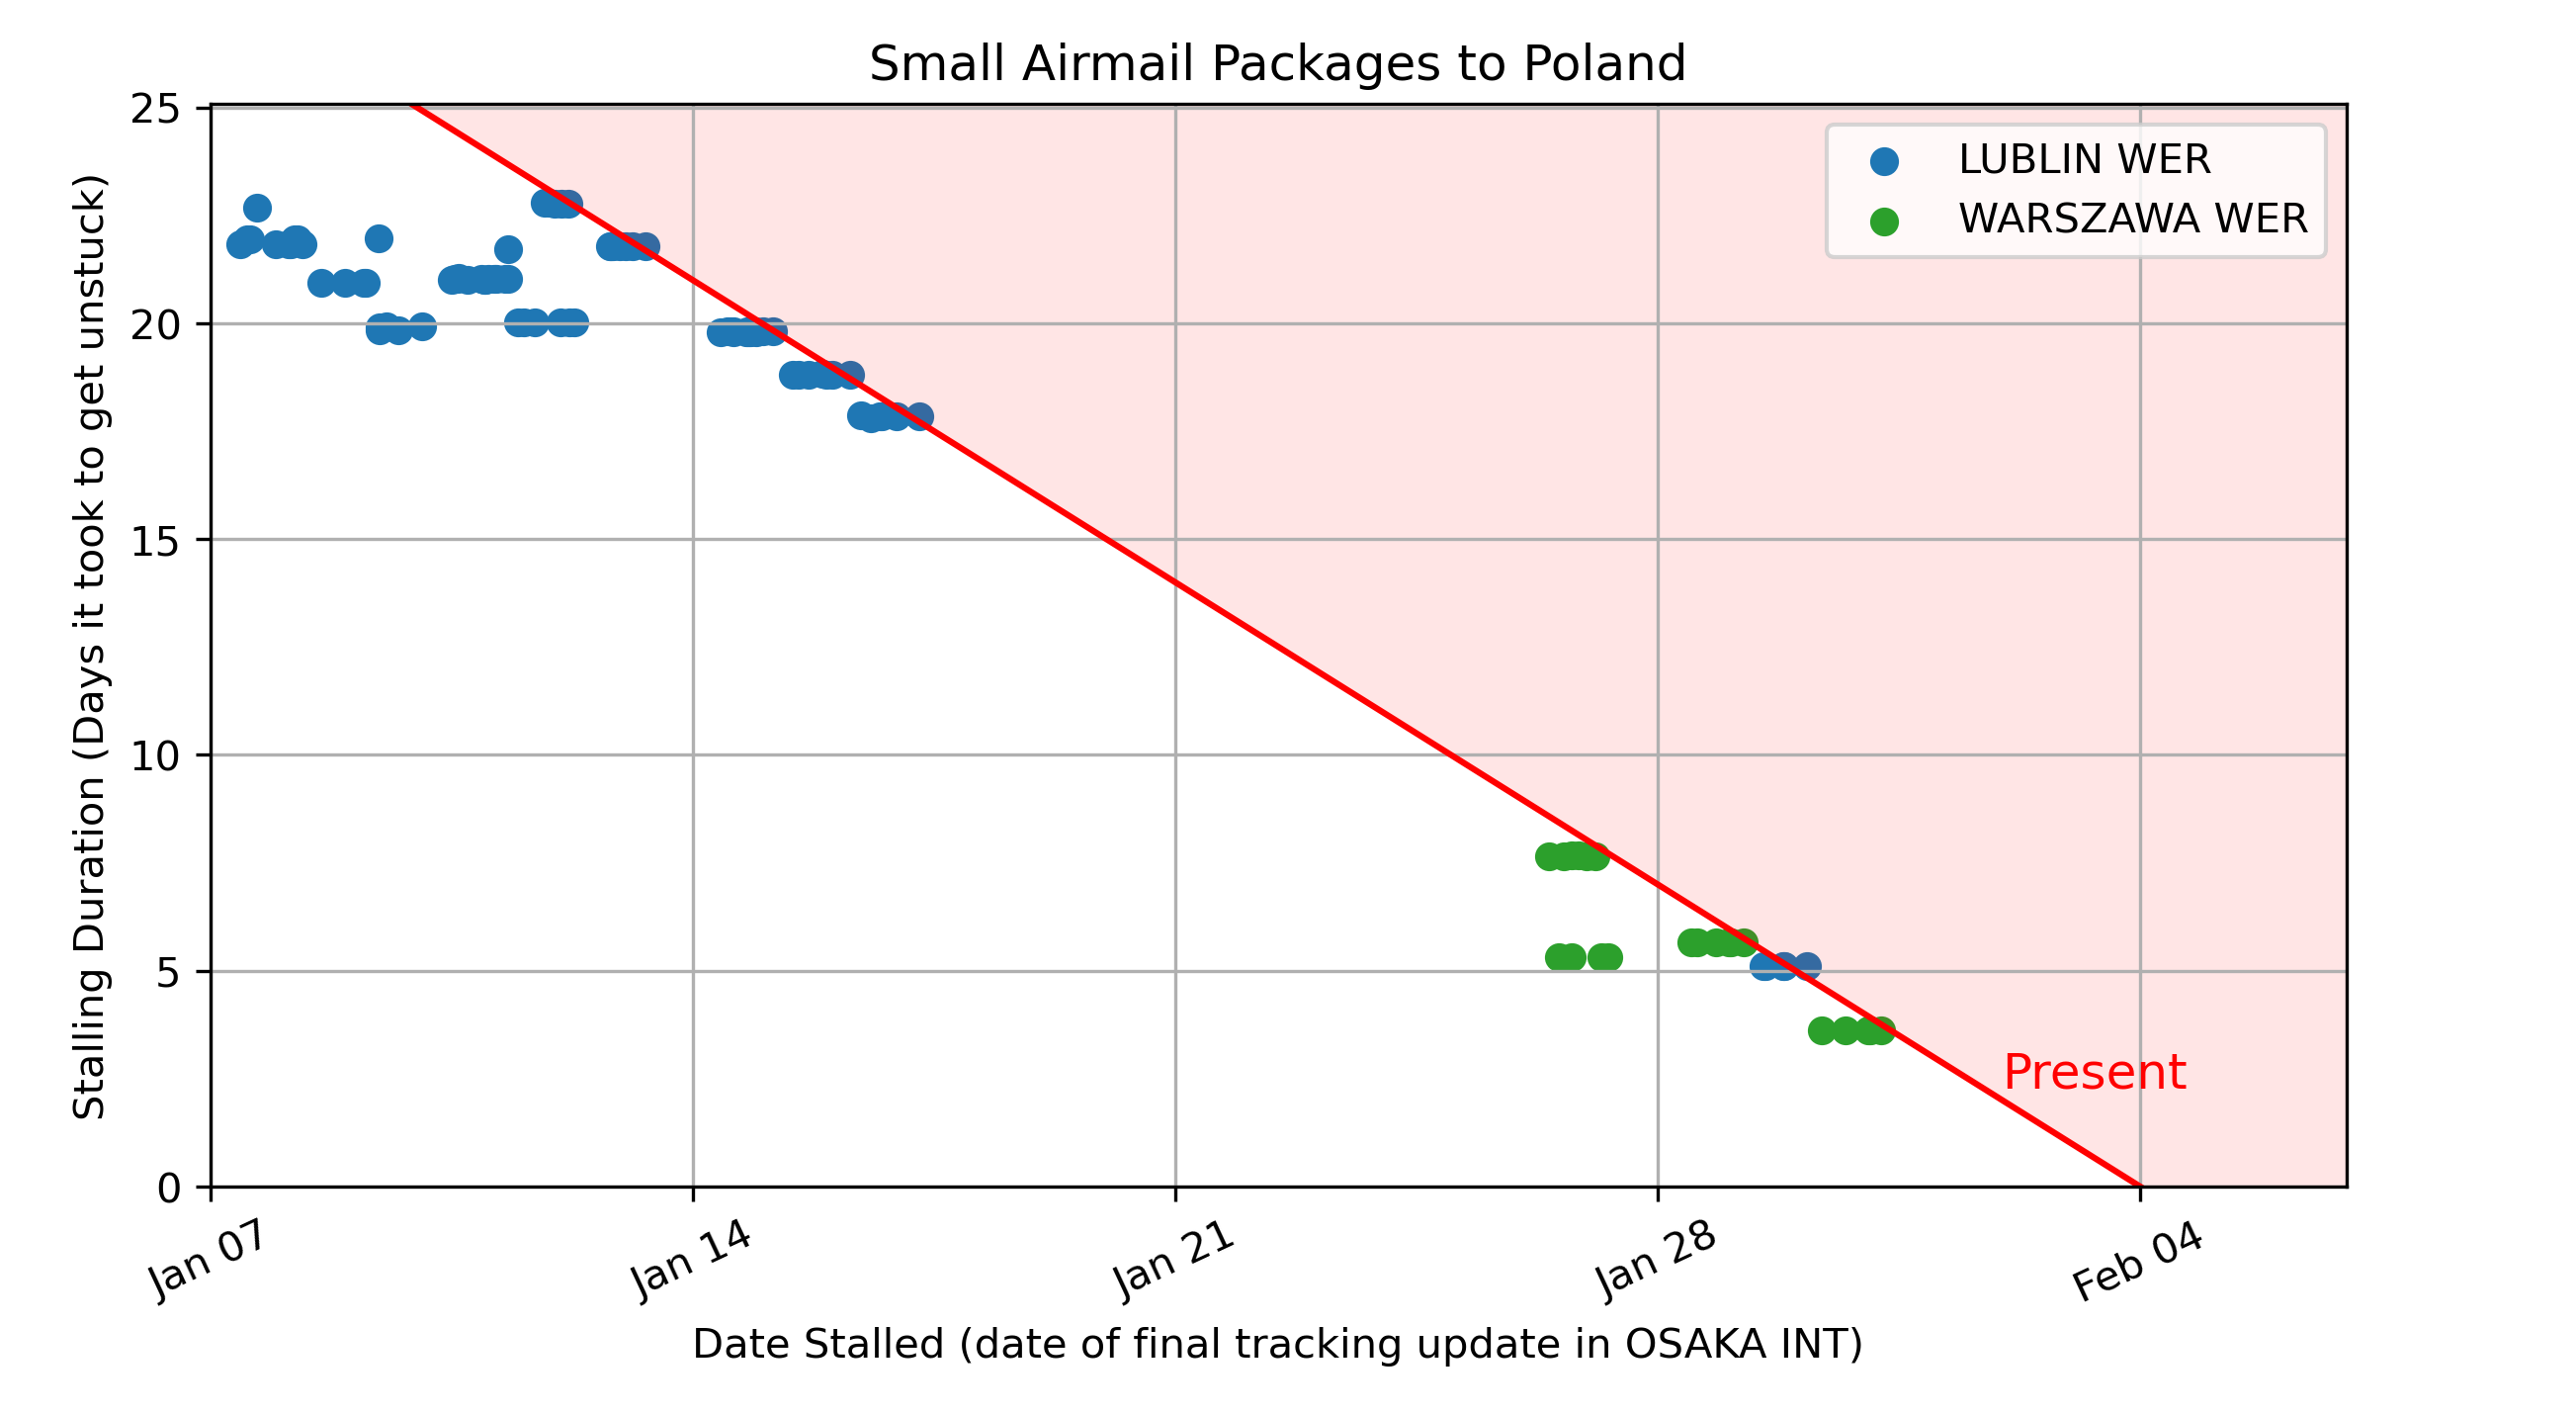 Small Airmail Packages to Poland
Stalling Duration (Days it took to get unstuck)
25
20
15
10
5
0
LUBLIN WER
WARSZAWA WER
Present
Jan 07
Jan 14
Jan 21
Jan 28
Feb 04
Date Stalled (date of final tracking update in OSAKA INT)